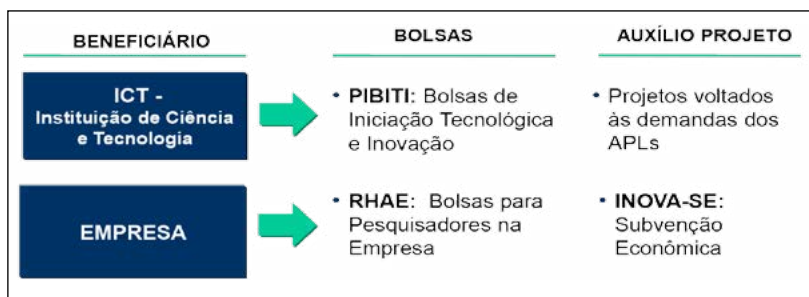 BENEFICIÁRIO
BOLSAS
AUXÍLIO PROJETO
ICT -
Instituição de Ciência
e Tecnologia
• PIBITI: Bolsas de
Iniciação Tecnológica
e Inovação
• Projetos voltados
às demandas dos
APLs
EMPRESA
• RHAE: Bolsas para
Pesquisadores na
Empresa
• INOVA-SE:
Subvenção
Econômica